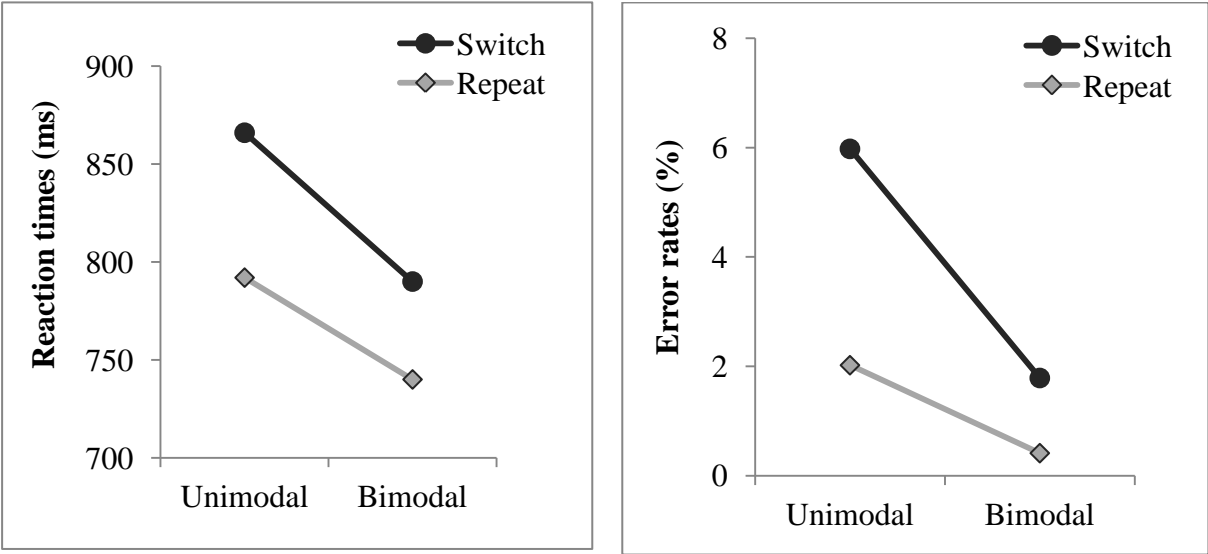 Reaction times (ms)
900
850
800
750
700
Switch
Repeat
Unimodal Bimodal
Error rates (%)
8
6
4
2
0
Switch
Repeat
Unimodal Bimodal